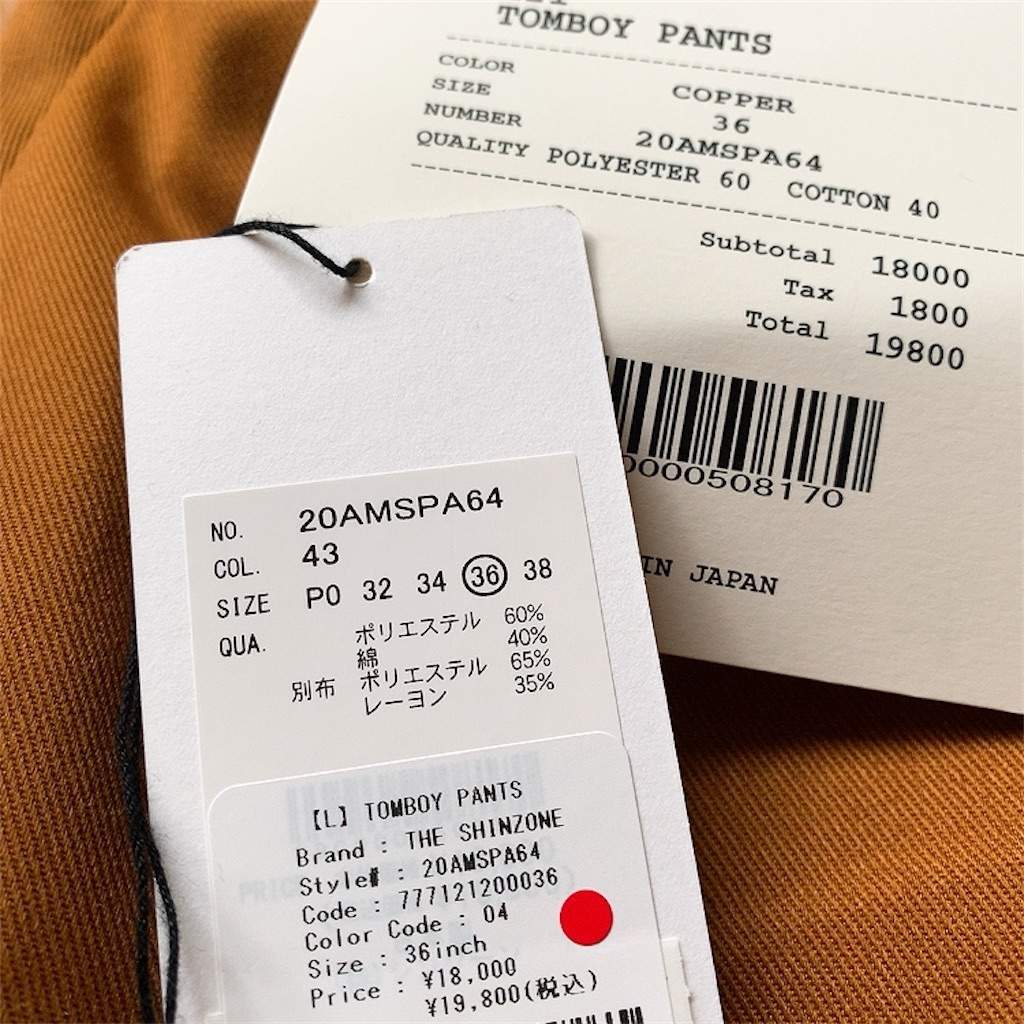 TOMBOY PANTS
COLOR COPPER
SIZE 36
NUMBER 20AMSPA64
QUALITY POLYESTER 60 COTTON 40
Subtotal 18000
Tax 1800
Total 19800
0000508170
IN JAPAN
NO. 20AMSPA64
COL. 43
SIZE P0 32 34 36 38
QUA. ポリエステル 60%
綿 40%
別布 ポリエステル 65%
レーヨン 35%
【L】 TOMBOY PANTS
Brand : THE SHINZONE
Style# : 20AMSPA64
Code : 777121200036
Color Code : 04
Size : 36inch
Price : ¥18,000
¥19,800(税込)